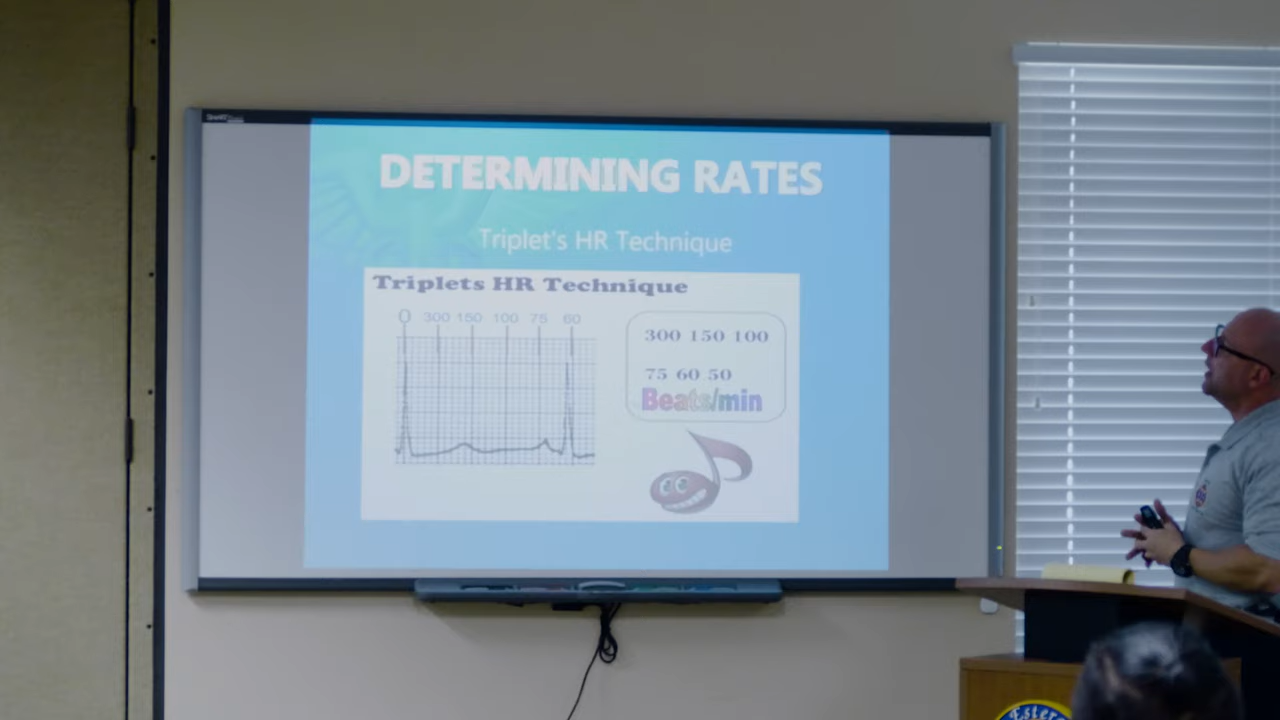 DETERMINING RATES
Triplet's HR Technique
Triplets HR Technique
0 300 150 100 75 60
300 150 100
75 60 50
Beats/min